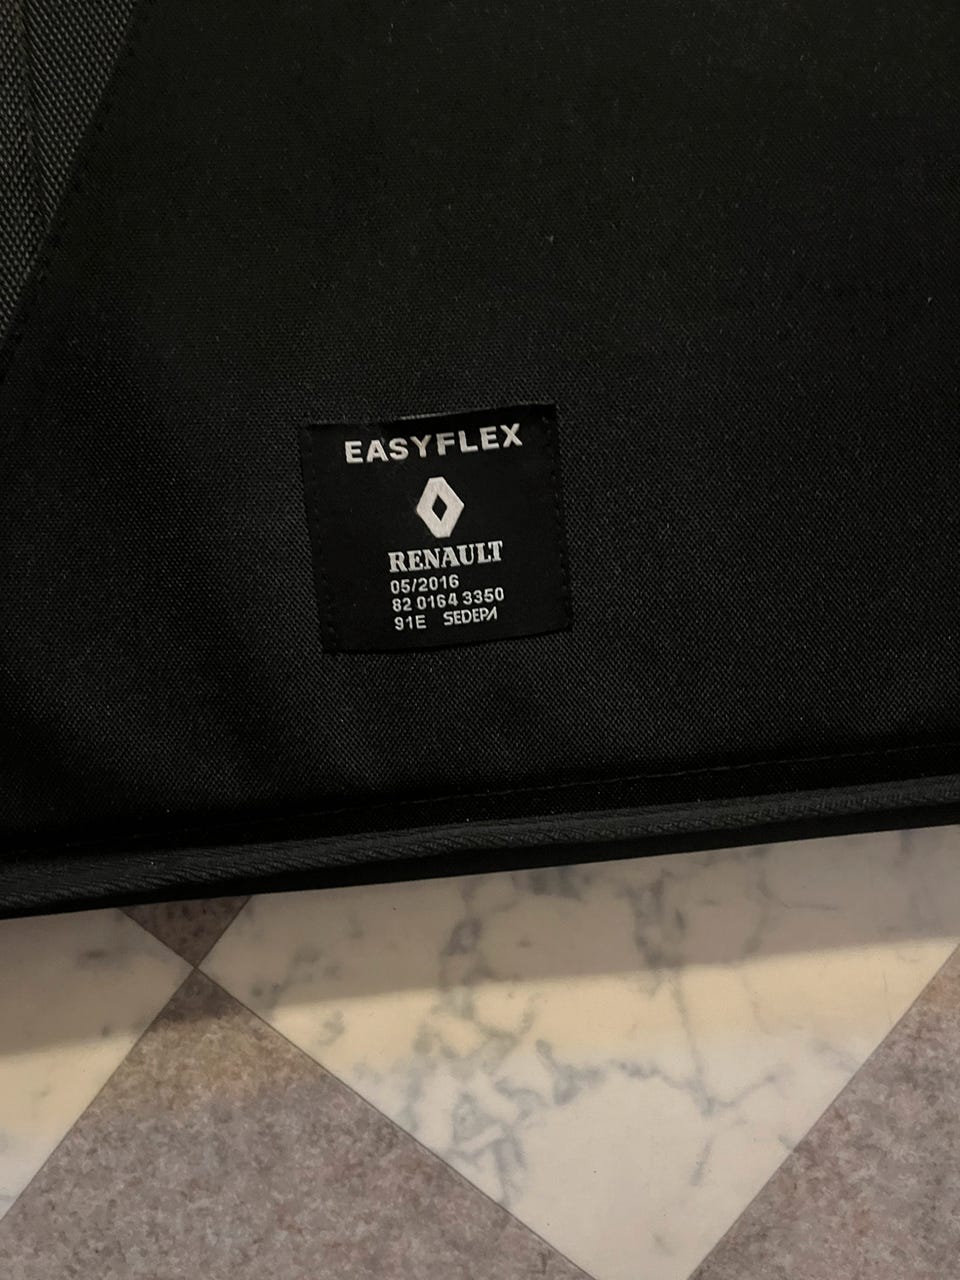 EASYFLEX
RENAULT
05/2016
82 0164 3350
91E SEDEPA